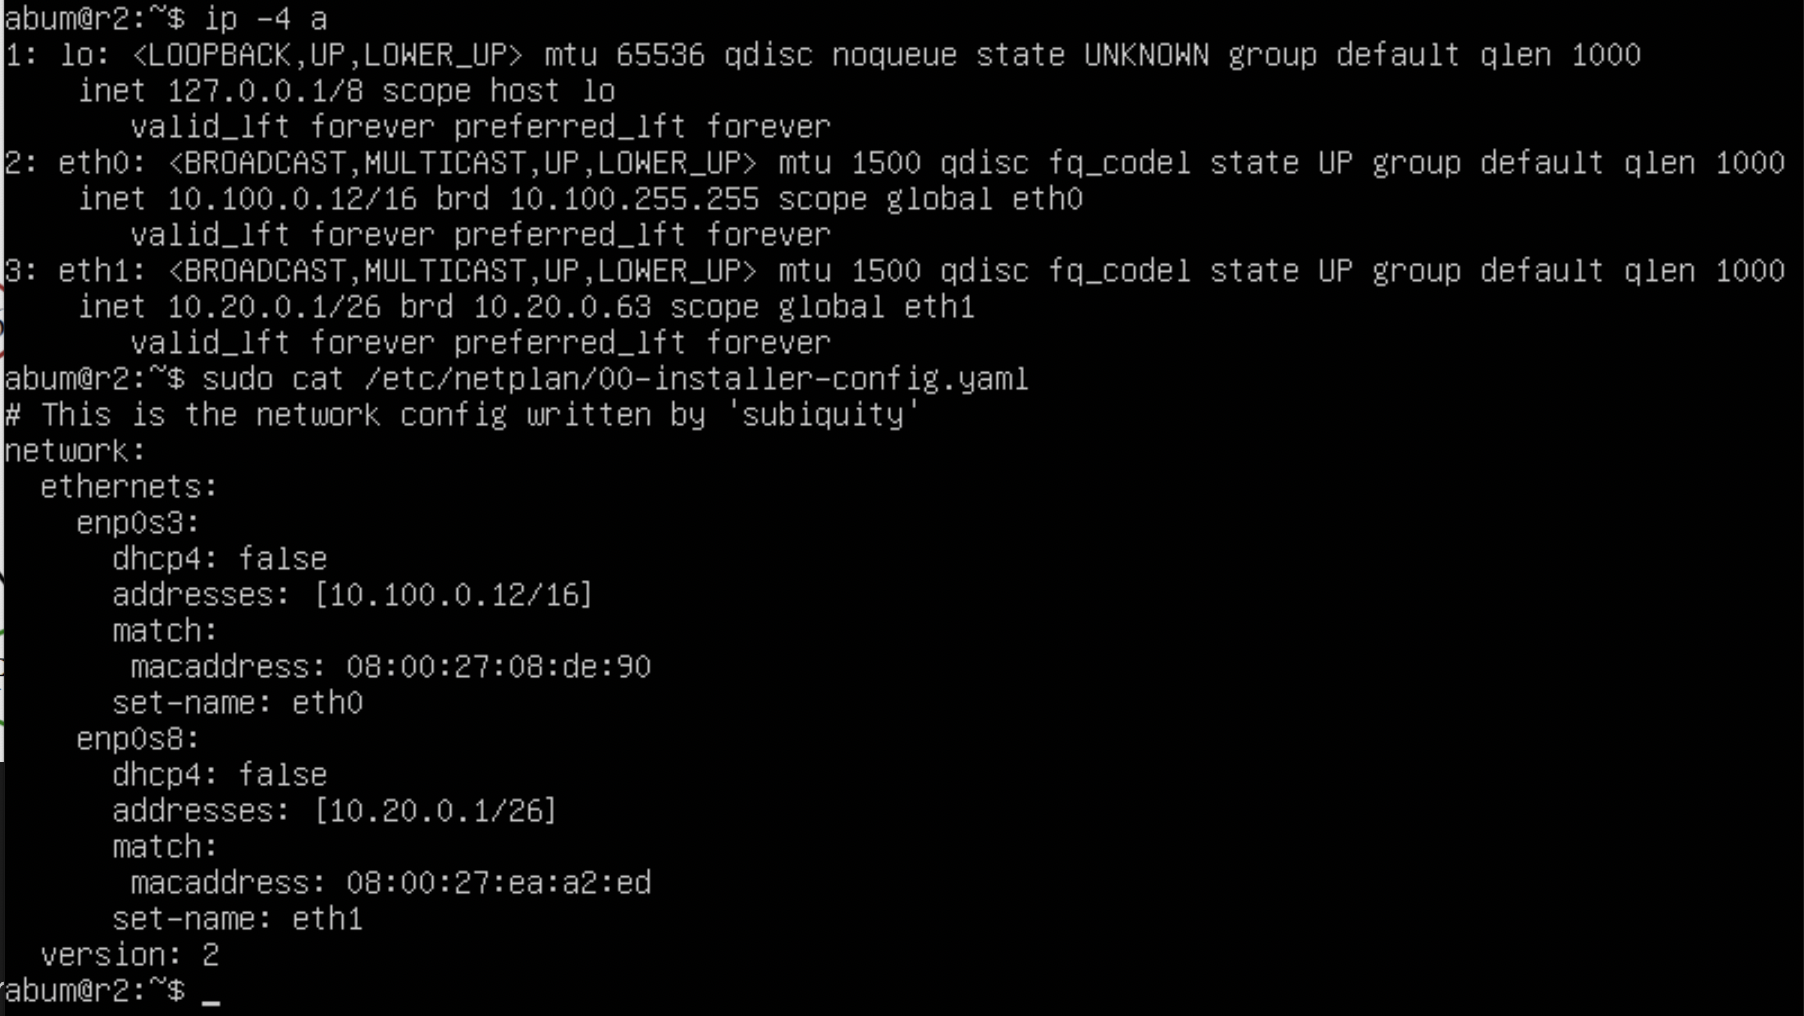 abum@r2:~$ ip -4 a
1: lo: <LOOPBACK,UP,LOWER_UP> mtu 65536 qdisc noqueue state UNKNOWN group default qlen 1000
    inet 127.0.0.1/8 scope host lo
       valid_lft forever preferred_lft forever
2: eth0: <BROADCAST,MULTICAST,UP,LOWER_UP> mtu 1500 qdisc fq_codel state UP group default qlen 1000
    inet 10.100.0.12/16 brd 10.100.255.255 scope global eth0
       valid_lft forever preferred_lft forever
3: eth1: <BROADCAST,MULTICAST,UP,LOWER_UP> mtu 1500 qdisc fq_codel state UP group default qlen 1000
    inet 10.20.0.1/26 brd 10.20.0.63 scope global eth1
       valid_lft forever preferred_lft forever
abum@r2:~$ sudo cat /etc/netplan/00-installer-config.yaml
# This is the network config written by 'subiquity'
network:
  ethernets:
    enp0s3:
      dhcp4: false
      addresses: [10.100.0.12/16]
      match:
       macaddress: 08:00:27:08:de:90
      set-name: eth0
    enp0s8:
      dhcp4: false
      addresses: [10.20.0.1/26]
      match:
       macaddress: 08:00:27:ea:a2:ed
      set-name: eth1
  version: 2
abum@r2:~$ _